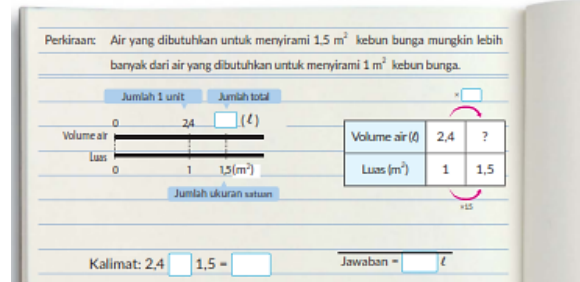 Perkiraan: Air yang dibutuhkan untuk menyirami 1,5 m² kebun bunga mungkin lebih
banyak dari air yang dibutuhkan untuk menyirami 1 m² kebun bunga.
Jumlah 1 unit Jumlah total
0 2,4 (ℓ)
Volume air
Luas
0 1 1,5(m²)
Jumlah ukuran satuan
×
Volume air (ℓ) 2,4 ?
Luas (m²) 1 1,5
×1,5
Kalimat: 2,4 1,5 =
Jawaban = ℓ